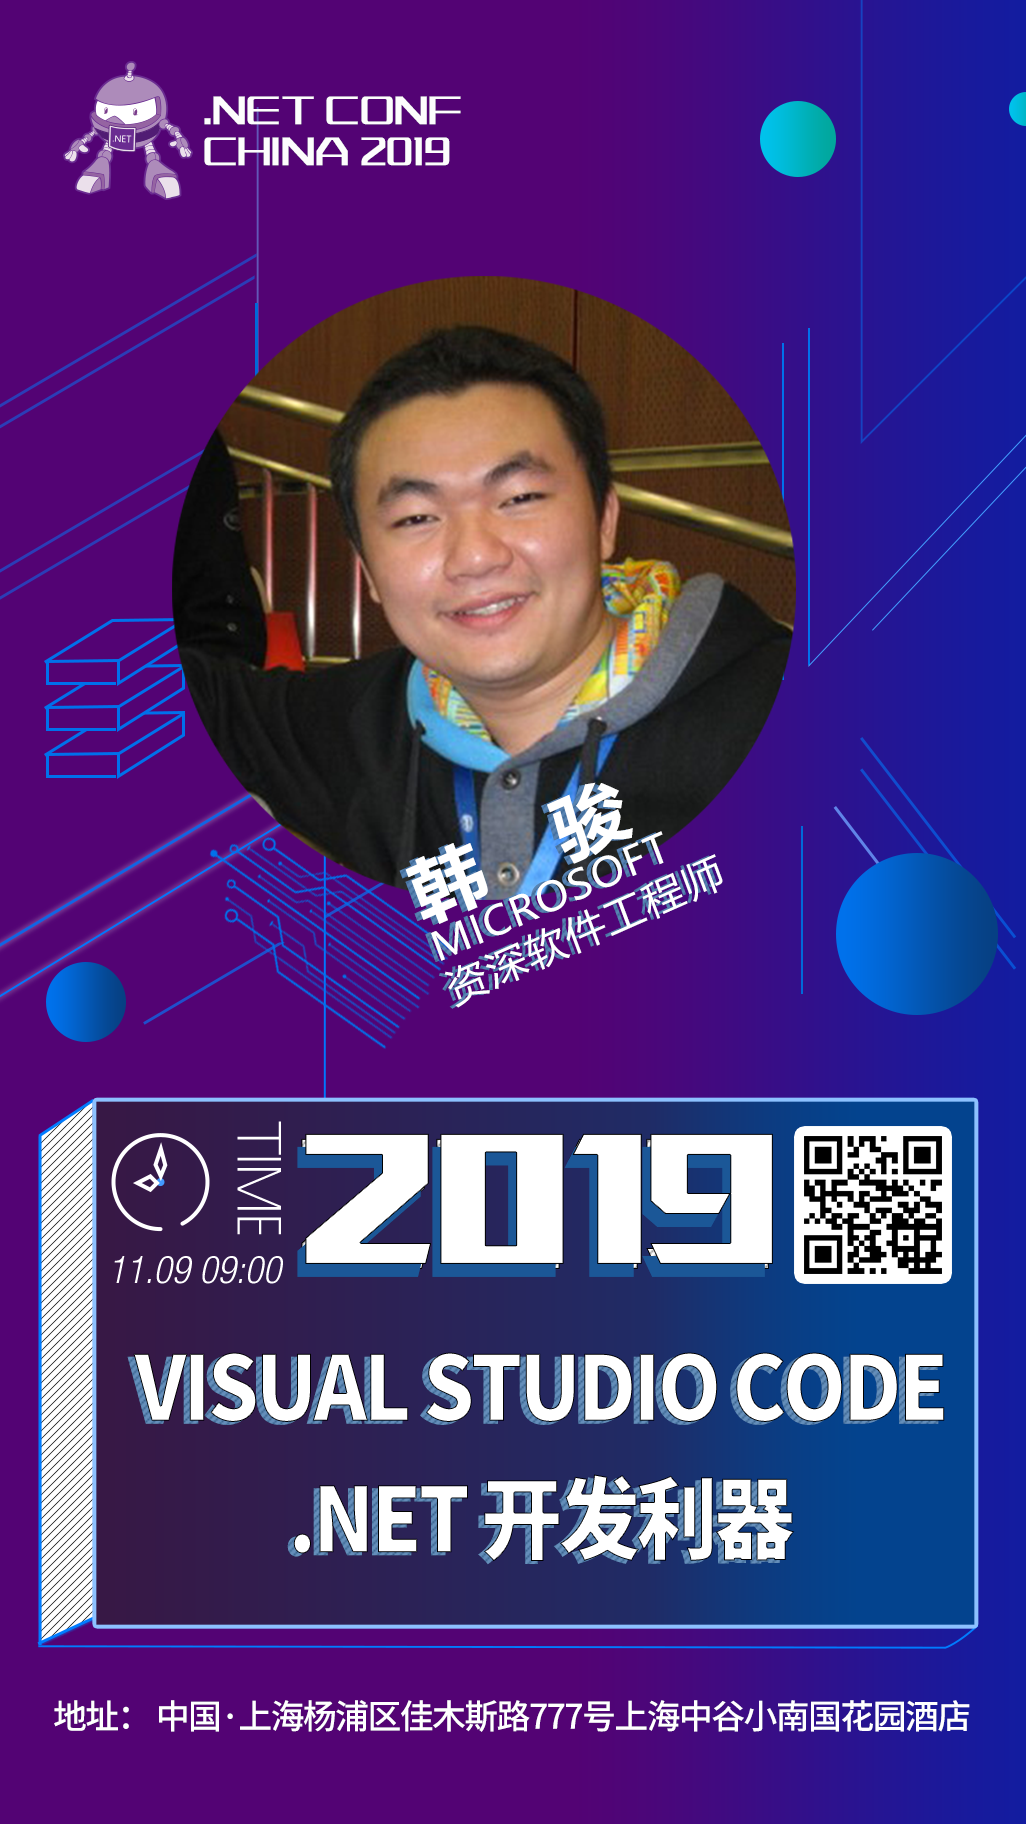 .NET CONF
CHINA 2019
.NET
韩 骏
MICROSOFT
资深软件工程师
TIME
2019
11.09 09:00
VISUAL STUDIO CODE
.NET 开发利器
地址： 中国·上海杨浦区佳木斯路777号上海中谷小南国花园酒店